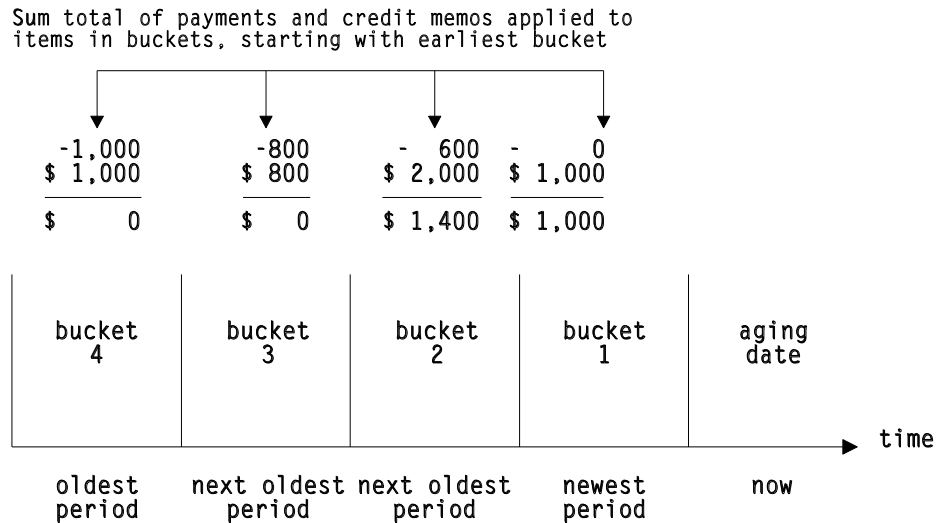 Sum total of payments and credit memos applied to
items in buckets, starting with earliest bucket
-1,000 -800 - 600 - 0
$ 1,000 $ 800 $ 2,000 $ 1,000
$ 0 $ 0 $ 1,400 $ 1,000
bucket bucket bucket bucket aging
4 3 2 1 date
time
oldest next oldest next oldest newest now
period period period period